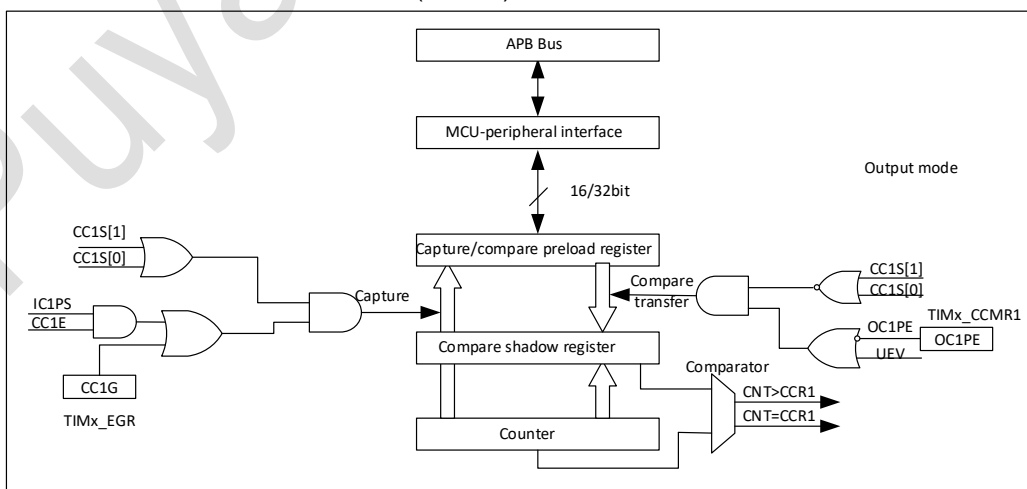 APB Bus
MCU-peripheral interface
Output mode
16/32bit
CC1S[1]
CC1S[0]
Capture/compare preload register
IC1PS
CC1E
Capture
Compare
transfer
CC1S[1]
CC1S[0]
TIMx_CCMR1
OC1PE
OC1PE
UEV
Compare shadow register
CC1G
TIMx_EGR
Comparator
CNT>CCR1
CNT=CCR1
Counter
Puya